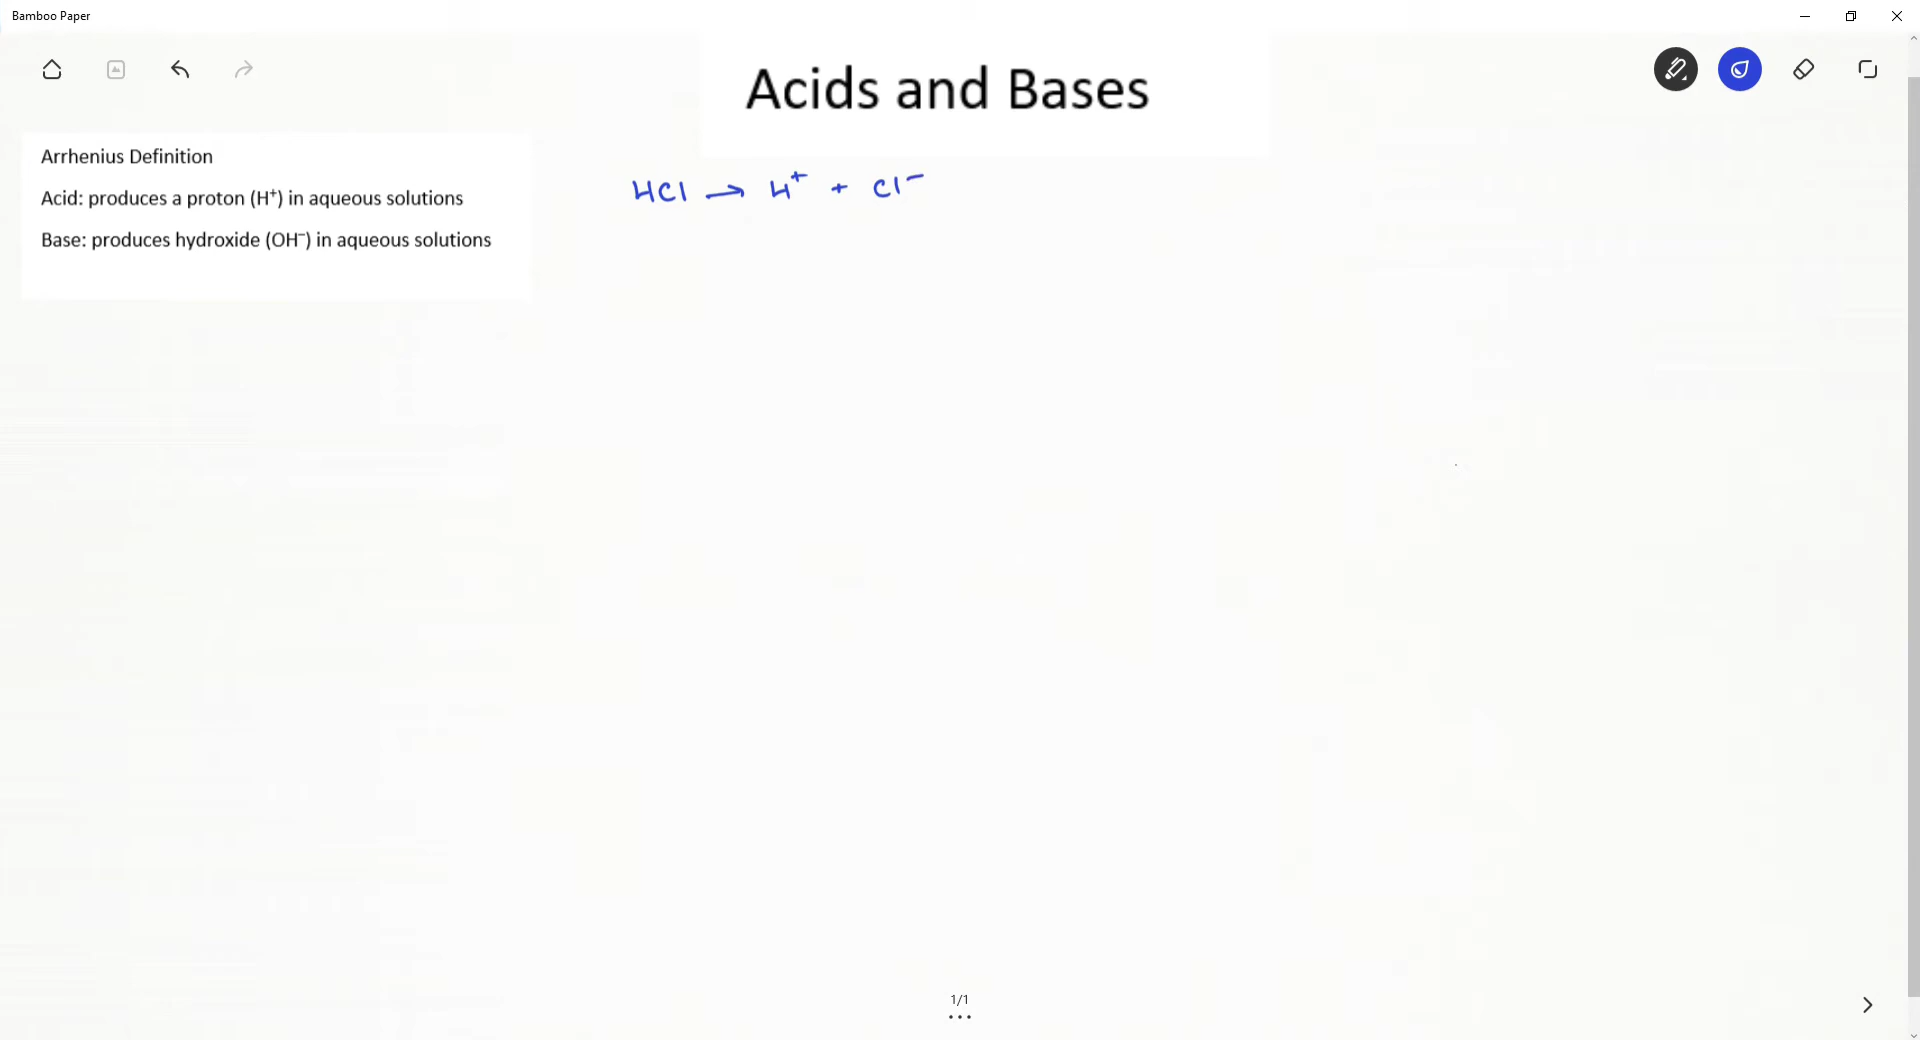 Bamboo Paper
Acids and Bases
Arrhenius Definition
Acid: produces a proton (H⁺) in aqueous solutions
Base: produces hydroxide (OH⁻) in aqueous solutions
HCl → H⁺ + Cl⁻
1/1